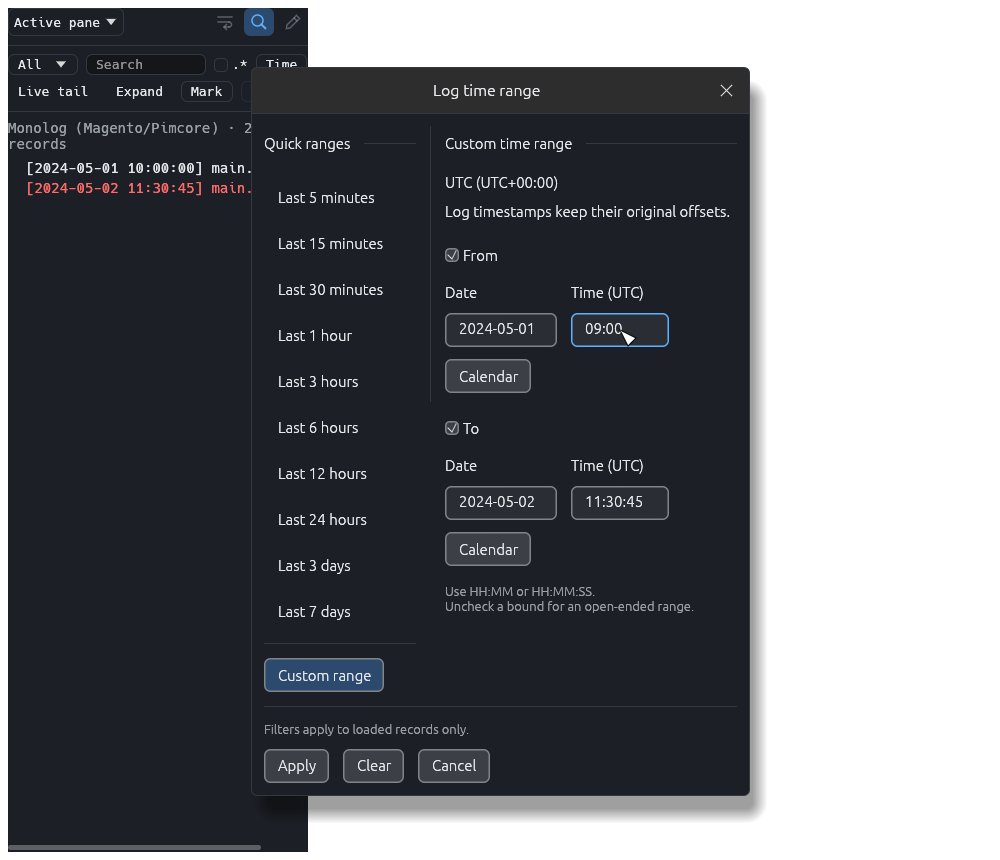 Active pane
All
Search
.*
Time
Live tail
Expand
Mark
Monolog (Magento/Pimcore) · 2
records
[2024-05-01 10:00:00] main.
[2024-05-02 11:30:45] main.
Log time range
Quick ranges
Last 5 minutes
Last 15 minutes
Last 30 minutes
Last 1 hour
Last 3 hours
Last 6 hours
Last 12 hours
Last 24 hours
Last 3 days
Last 7 days
Custom range
Custom time range
UTC (UTC+00:00)
Log timestamps keep their original offsets.
From
Date
Time (UTC)
2024-05-01
09:00
Calendar
To
Date
Time (UTC)
2024-05-02
11:30:45
Calendar
Use HH:MM or HH:MM:SS.
Uncheck a bound for an open-ended range.
Filters apply to loaded records only.
Apply
Clear
Cancel